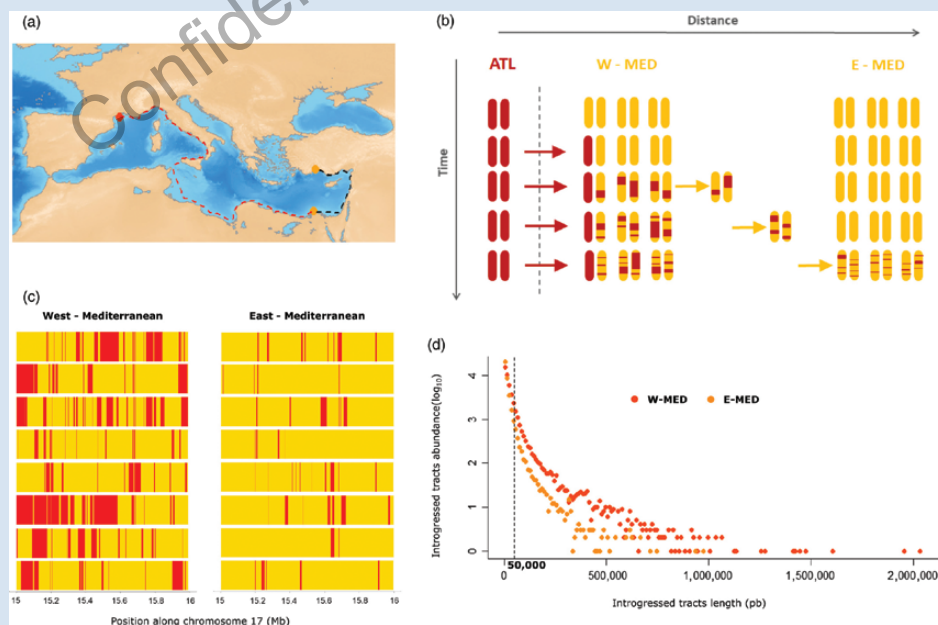 Confiden
(a)
(b)
Distance
Time
ATL
W - MED
E - MED
(c)
West - Mediterranean
East - Mediterranean
15
15.2
15.4
15.6
15.8
16
15
15.2
15.4
15.6
15.8
16
Position along chromosome 17 (Mb)
(d)
Introgressed tracts abundance(log10)
4
3
2
1
0
W-MED
E-MED
0
50,000
500,000
1,000,000
1,500,000
2,000,000
Introgressed tracts length (pb)